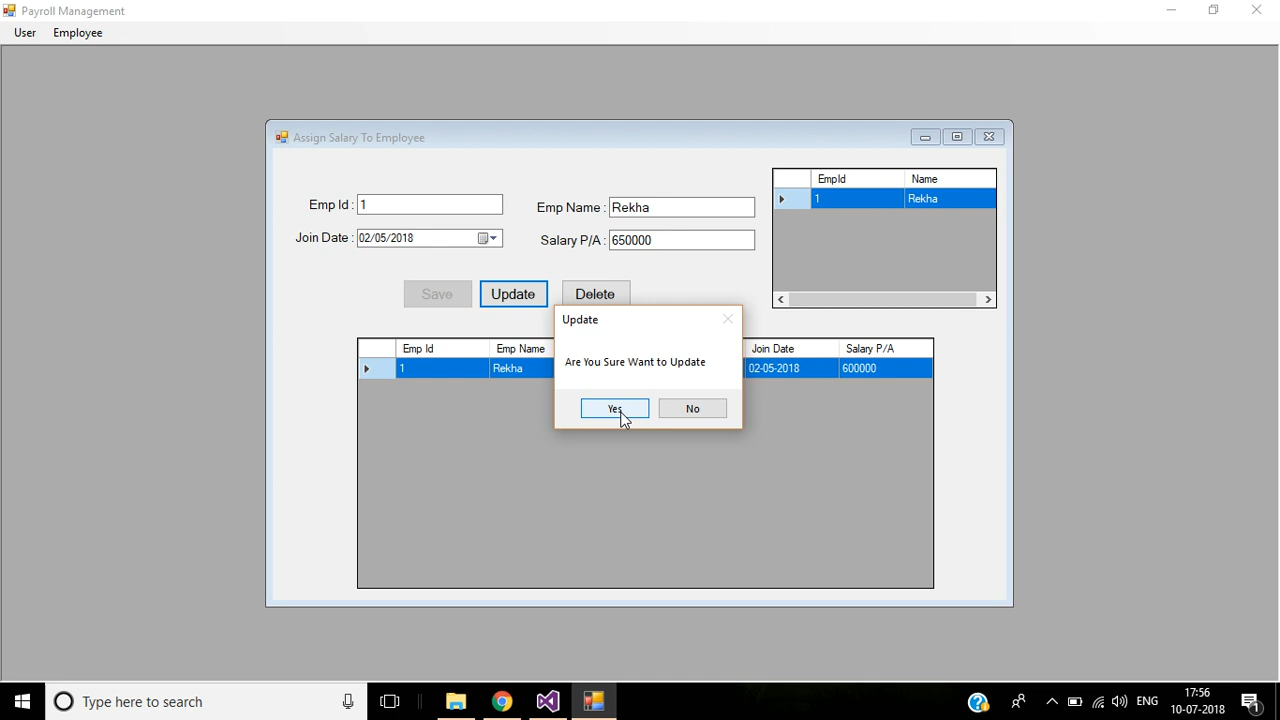 Payroll Management
User Employee
Assign Salary To Employee
Emp Id : 1
Emp Name : Rekha
Join Date : 02/05/2018
Salary P/A : 650000
EmpId Name
1 Rekha
Save Update Delete
Update
Are You Sure Want to Update
Yes No
Emp Id Emp Name Join Date Salary P/A
1 Rekha 02-05-2018 600000
Type here to search
ENG
17:56
10-07-2018
1